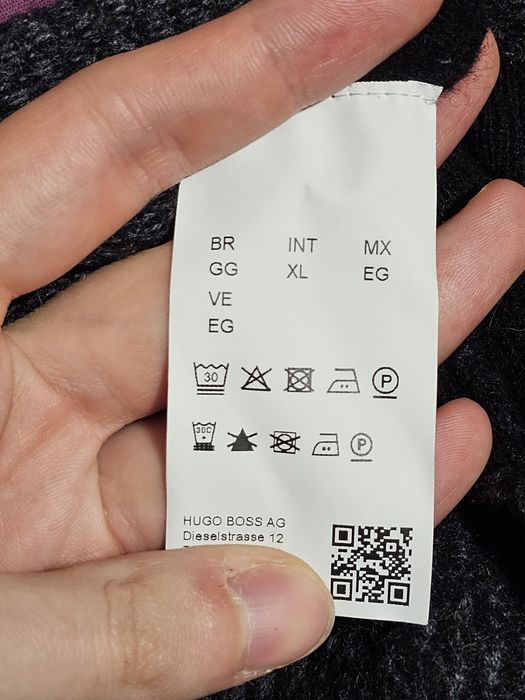 BR INT MX
GG XL EG
VE
EG
30 P
30C P
HUGO BOSS AG
Dieselstrasse 12